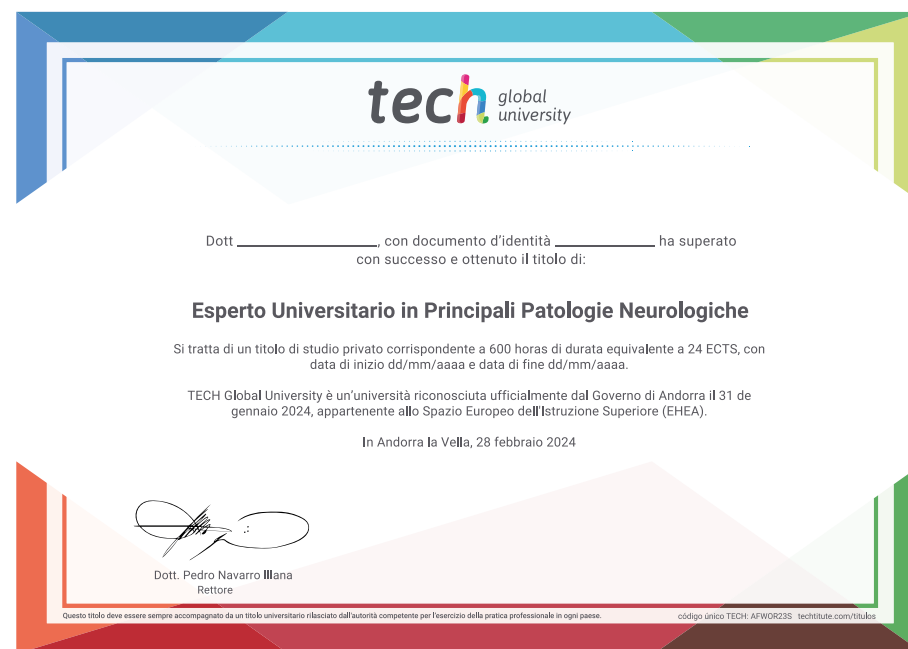 tech global
university
Dott ____________________, con documento d'identità ______________ ha superato
con successo e ottenuto il titolo di:
Esperto Universitario in Principali Patologie Neurologiche
Si tratta di un titolo di studio privato corrispondente a 600 horas di durata equivalente a 24 ECTS, con
data di inizio dd/mm/aaaa e data di fine dd/mm/aaaa.
TECH Global University è un'università riconosciuta ufficialmente dal Governo di Andorra il 31 de
gennaio 2024, appartenente allo Spazio Europeo dell'Istruzione Superiore (EHEA).
In Andorra la Vella, 28 febbraio 2024
Dott. Pedro Navarro Illana
Rettore
Questo titolo deve essere sempre accompagnato da un titolo universitario rilasciato dall'autorità competente per l'esercizio della pratica professionale in ogni paese.
código único TECH: AFWOR23S techtitute.com/titulos